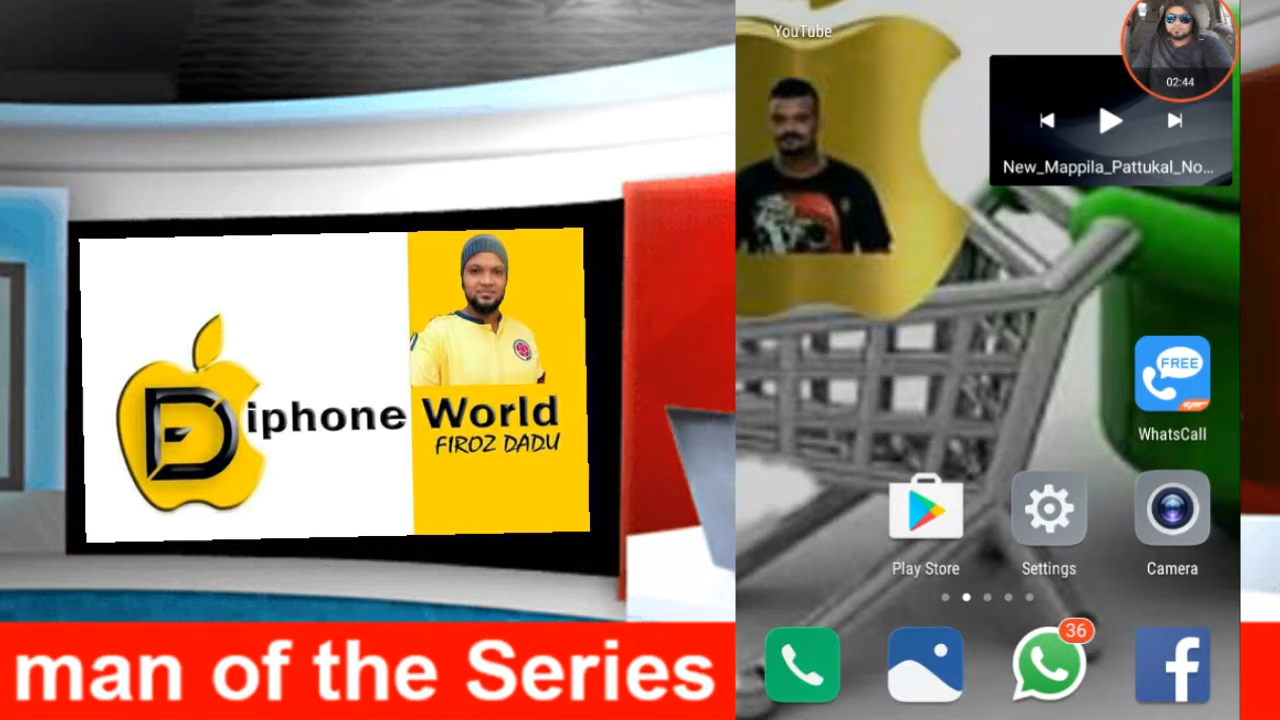 iphone World
FIROZ DADU
man of the Series
YouTube
02:44
New_Mappila_Pattukal_No...
FREE
WhatsCall
Play Store
Settings
Camera
36